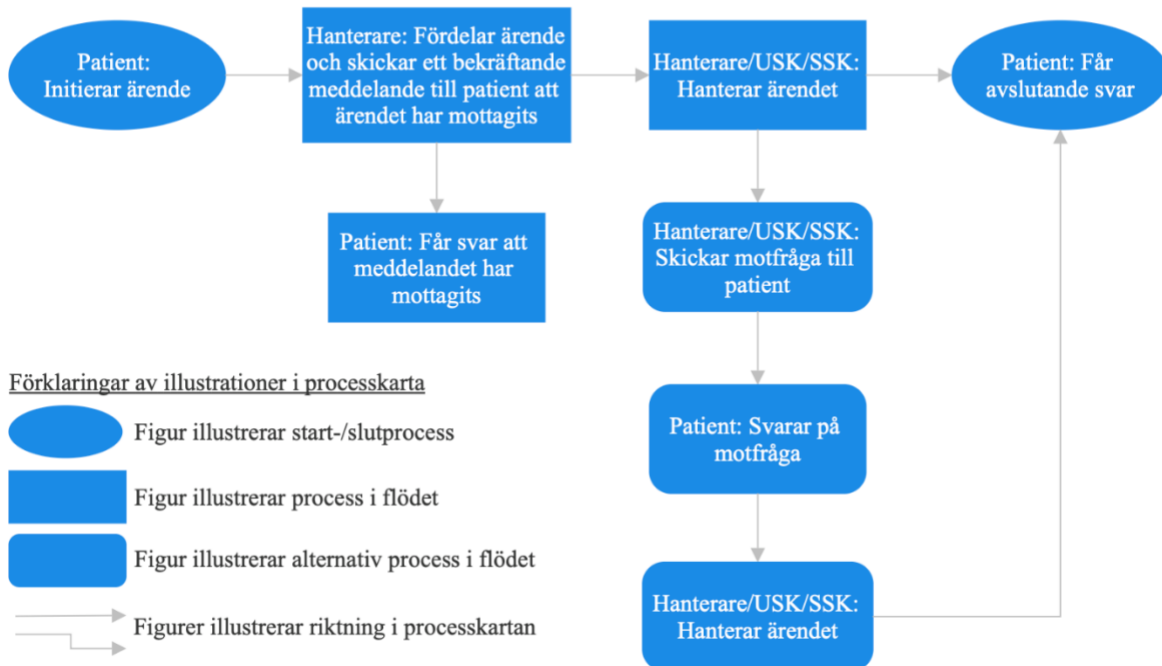 Patient:
Initierar ärende
Hanterare: Fördelar ärende
och skickar ett bekräftande
meddelande till patient att
ärendet har mottagits
Hanterare/USK/SSK:
Hanterar ärendet
Patient: Får
avslutande svar
Patient: Får svar att
meddelandet har
mottagits
Hanterare/USK/SSK:
Skickar motfråga till
patient
Patient: Svarar på
motfråga
Hanterare/USK/SSK:
Hanterar ärendet
Förklaringar av illustrationer i processkarta
Figur illustrerar start-/slutprocess
Figur illustrerar process i flödet
Figur illustrerar alternativ process i flödet
Figurer illustrerar riktning i processkartan